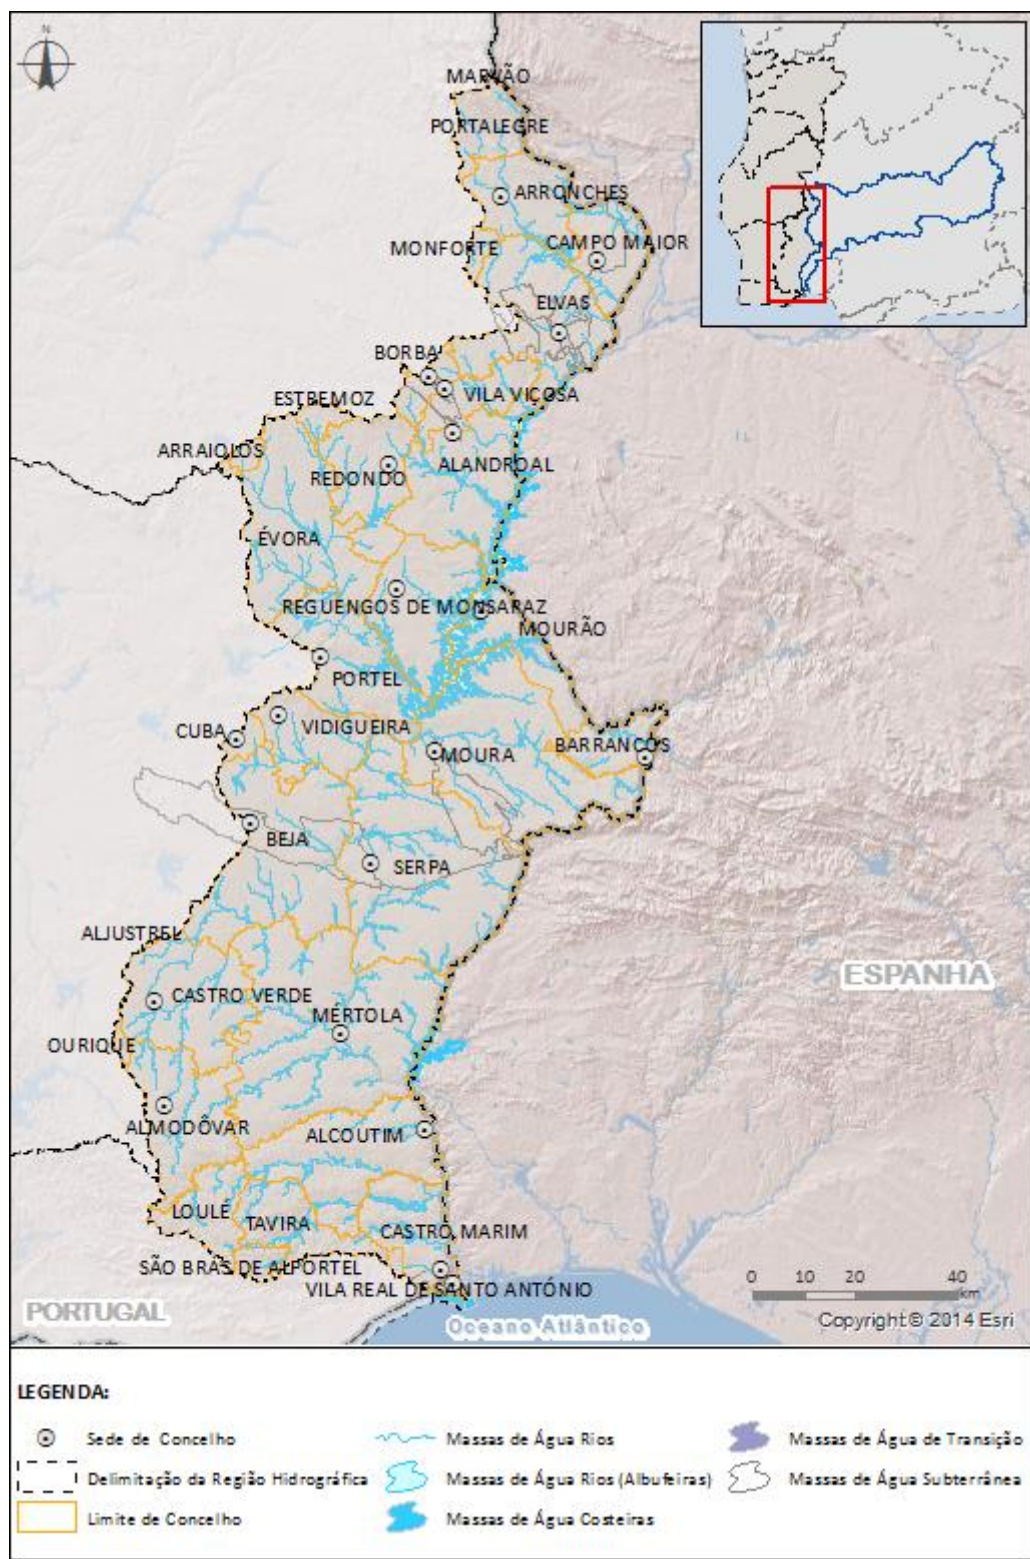 N
MARVÃO
PORTALEGRE
ARRONCHES
MONFORTE
CAMPO MAIOR
ELVAS
BORBA
VILA VIÇOSA
ESTREMOZ
ARRAIOLOS
ALANDROAL
REDONDO
ÉVORA
REGUENGOS DE MONSARAZ
MOURÃO
PORTEL
CUBA
VIDIGUEIRA
MOURA
BARRANCOS
BEJA
SERPA
ALJUSTREL
ESPANHA
CASTRO VERDE
MÉRTOLA
OURIQUE
ALMODÔVAR
ALCOUTIM
LOULÉ
TAVIRA
CASTRO MARIM
SÃO BRÁS DE ALPORTEL
VILA REAL DE SANTO ANTÓNIO
0 10 20 40
km
PORTUGAL
Oceano Atlântico
Copyright© 2014 Esri
LEGENDA:
Sede de Concelho
Delimitação da Região Hidrográfica
Limite de Concelho
Massas de Água Rios
Massas de Água Rios (Albufeiras)
Massas de Água Costeiras
Massas de Água de Transição
Massas de Água Subterrânea